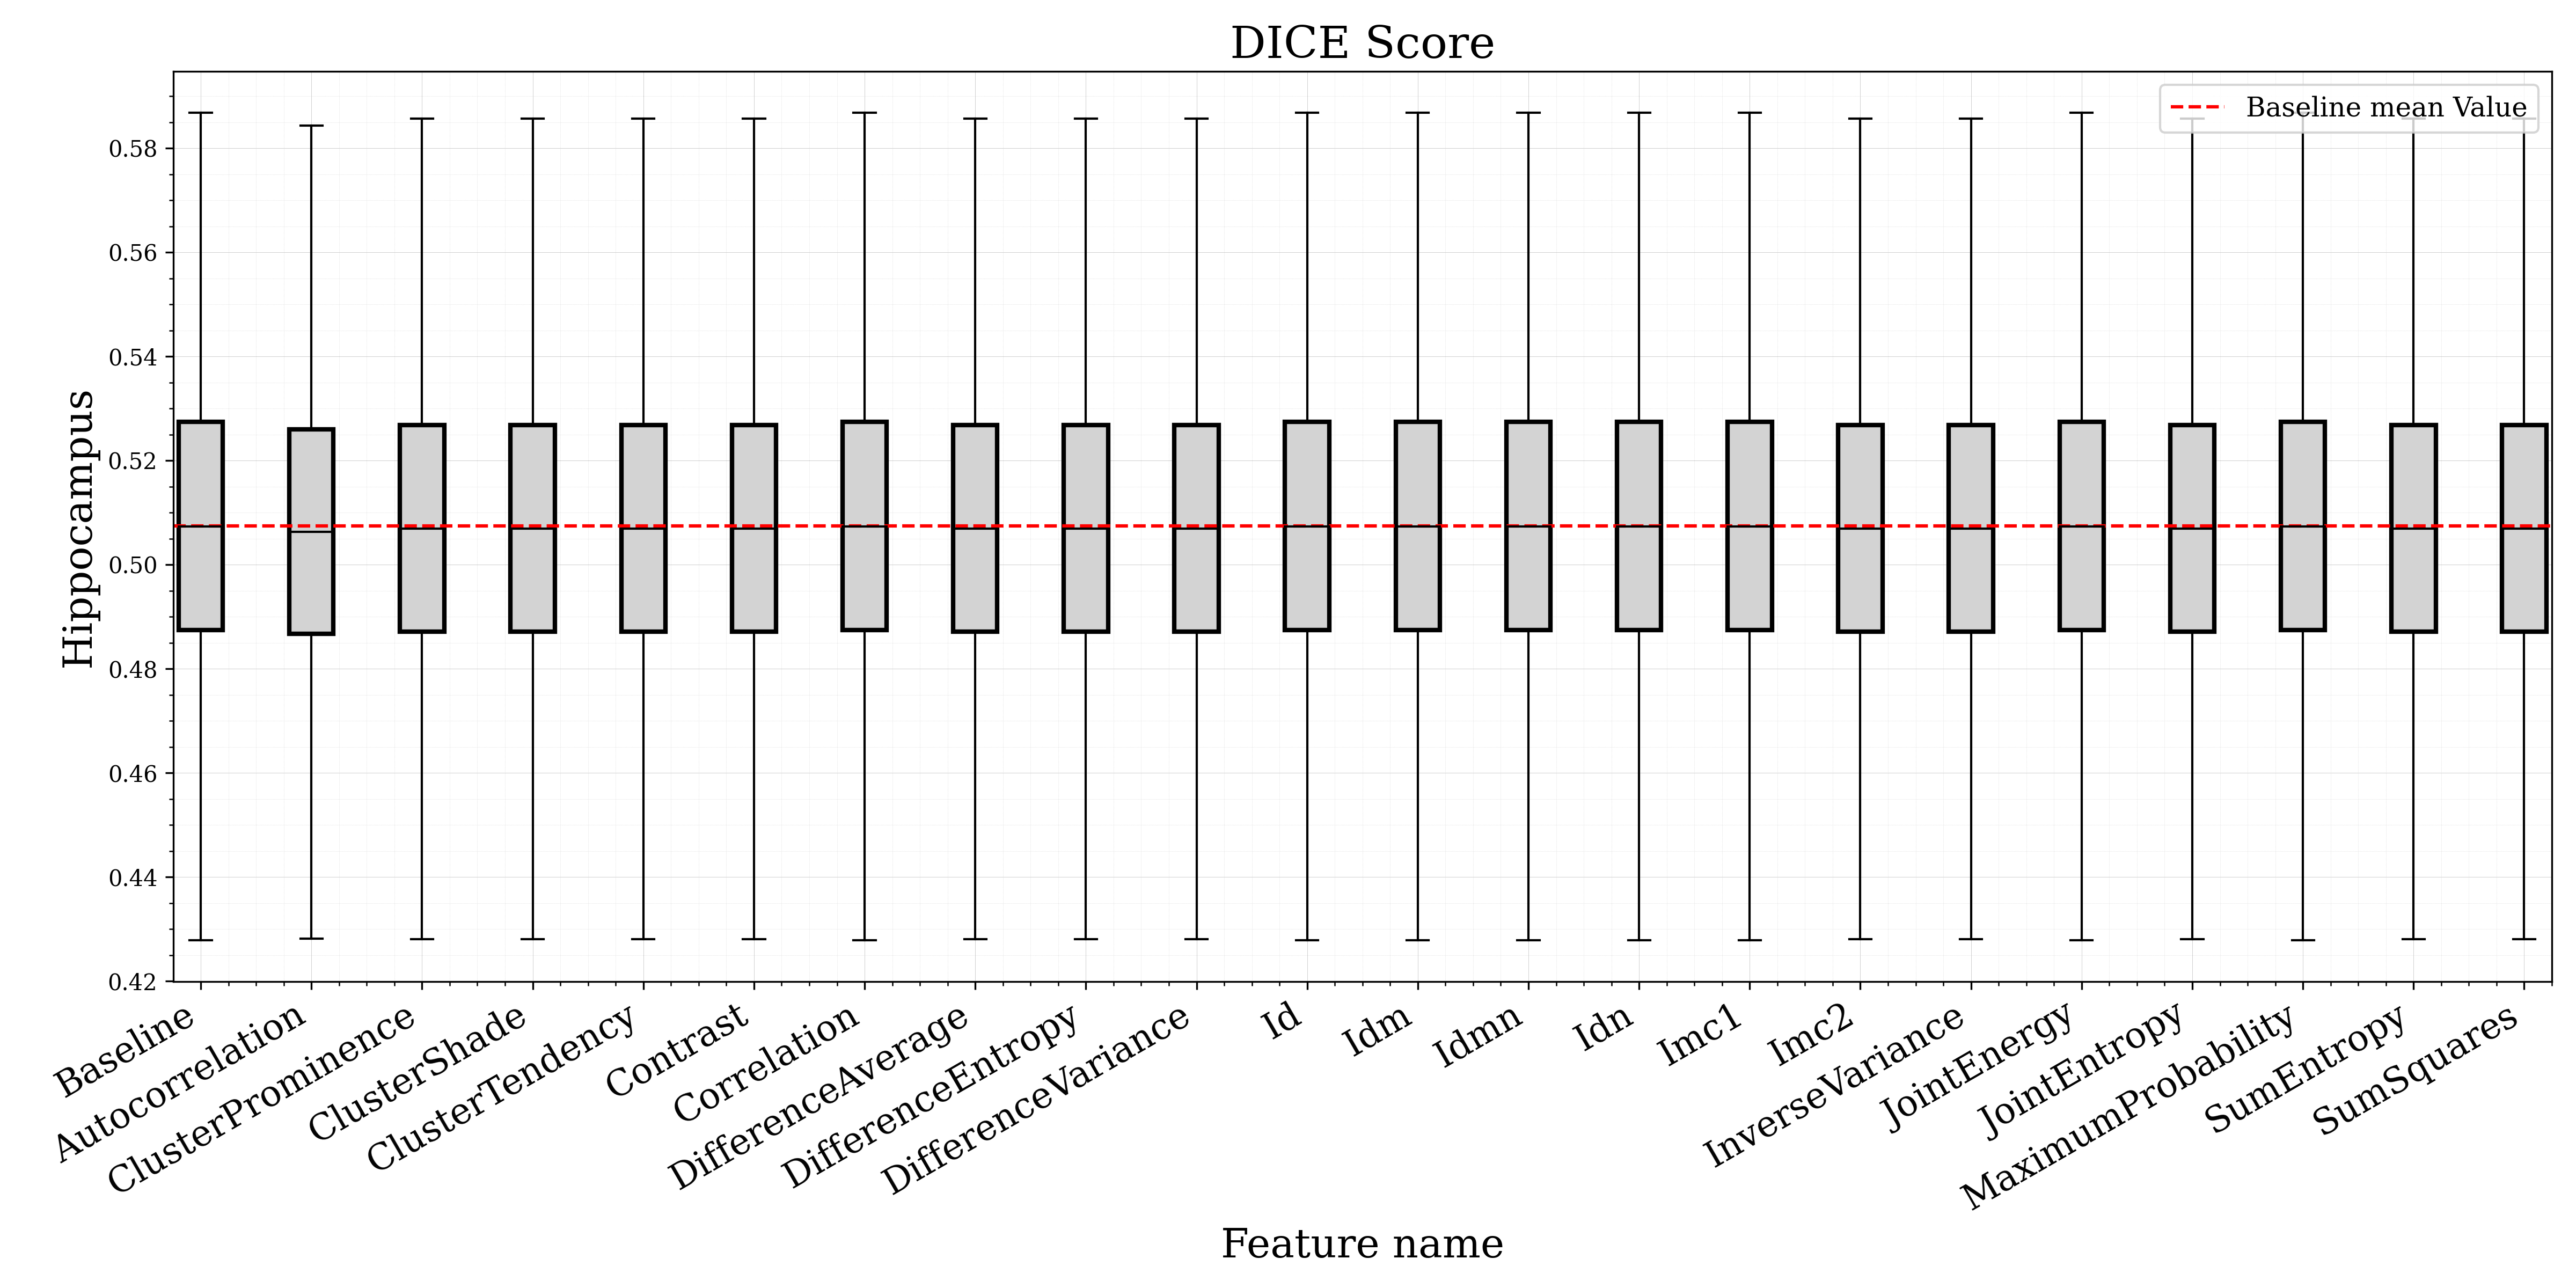 DICE Score
Baseline mean Value
Hippocampus
0.58
0.56
0.54
0.52
0.50
0.48
0.46
0.44
0.42
Baseline
Autocorrelation
ClusterProminence
ClusterShade
ClusterTendency
Contrast
Correlation
DifferenceAverage
DifferenceEntropy
DifferenceVariance
Id
Idm
Idmn
Idn
Imc1
Imc2
InverseVariance
JointEnergy
JointEntropy
MaximumProbability
SumEntropy
SumSquares
Feature name